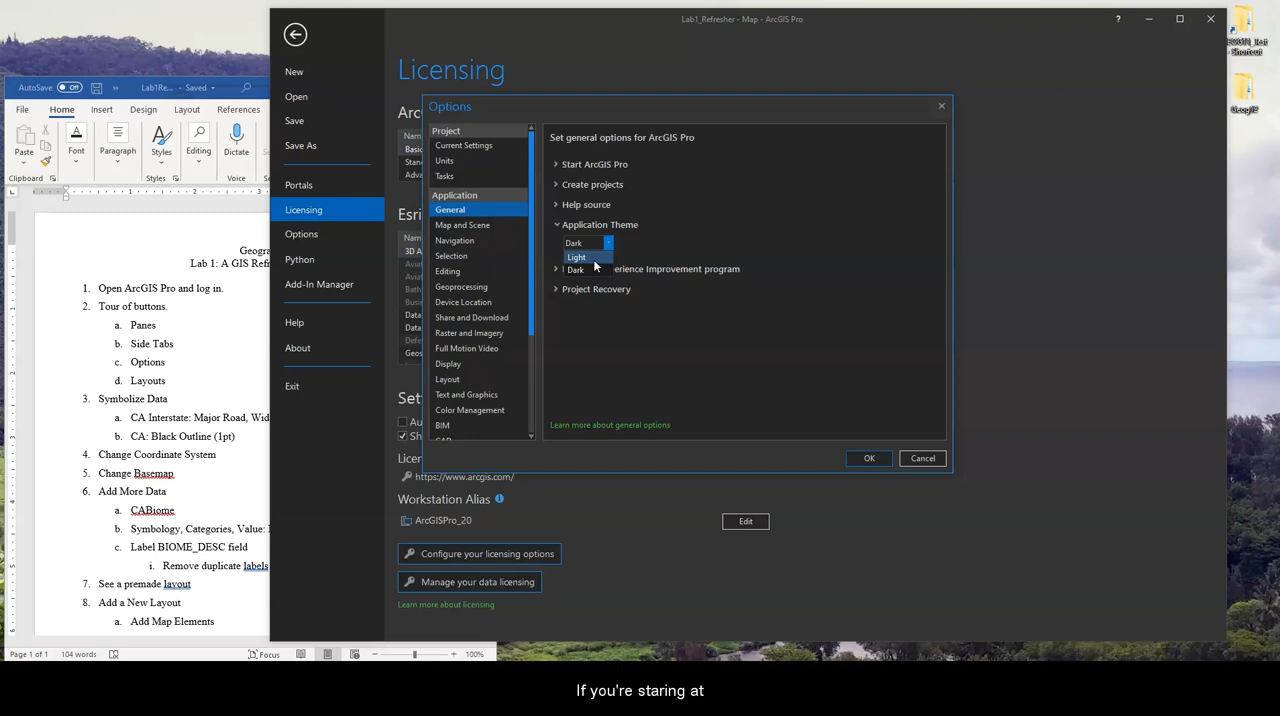 Lab1_Refresher - Map - ArcGIS Pro
?
New
Open
Save
Save As
Portals
Licensing
Options
Python
Add-In Manager
Help
About
Exit
Licensing
Options
Project
Current Settings
Units
Tasks
Application
General
Map and Scene
Navigation
Selection
Editing
Geoprocessing
Device Location
Share and Download
Raster and Imagery
Full Motion Video
Display
Layout
Text and Graphics
Color Management
BIM
Set general options for ArcGIS Pro
Start ArcGIS Pro
Create projects
Help source
Application Theme
Dark
Light
Dark
erience Improvement program
Project Recovery
Learn more about general options
OK
Cancel
https://www.arcgis.com/
Workstation Alias
ArcGISPro_20
Edit
Configure your licensing options
Manage your data licensing
Learn more about licensing
AutoSave Off Lab1Re... - Saved
File Home Insert Design Layout References
Paste Font Paragraph Styles Editing Dictate
Clipboard Styles Voice
Lab 1: A GIS Ref
1. Open ArcGIS Pro and log in.
2. Tour of buttons.
a. Panes
b. Side Tabs
c. Options
d. Layouts
3. Symbolize Data
a. CA Interstate: Major Road, Wid
b. CA: Black Outline (1pt)
4. Change Coordinate System
5. Change Basemap
6. Add More Data
a. CABiome
b. Symbology, Categories, Value:
c. Label BIOME_DESC field
i. Remove duplicate labels
7. See a premade layout
8. Add a New Layout
a. Add Map Elements
Page 1 of 1 104 words Focus 100%
If you're staring at